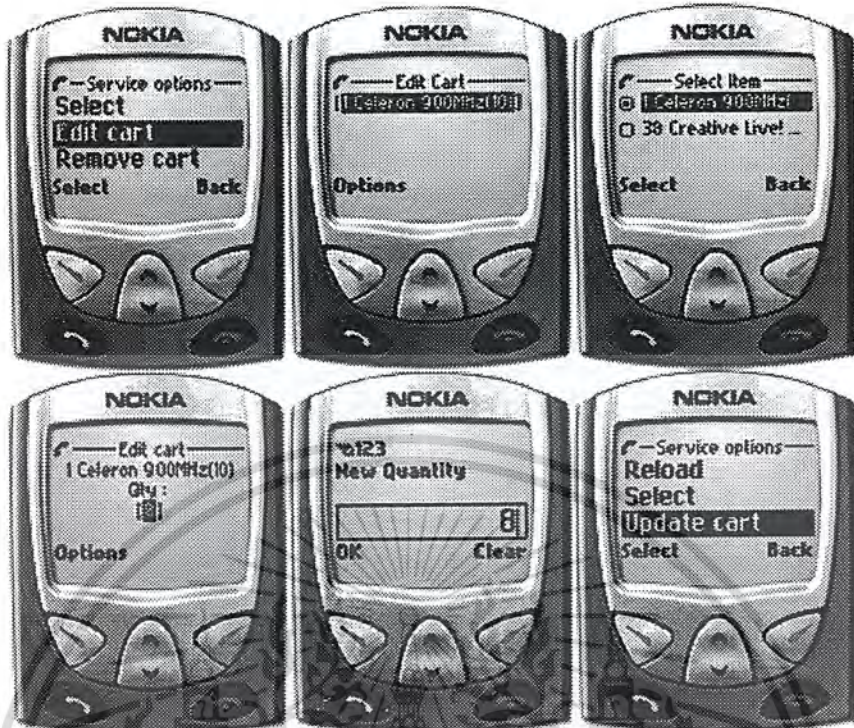 NOKIA
Service options
Select
Edit cart
Remove cart
Select Back
NOKIA
Edit Cart
[1 Celeron 900MHz(10)]
Options
NOKIA
Select Item
1 Celeron 900MHz(
38 Creative Live! ...
Select Back
NOKIA
Edit cart
1 Celeron 900MHz(10)
Qty :
[8]
Options
NOKIA
123
New Quantity
8
OK Clear
NOKIA
Service options
Reload
Select
Update cart
Select Back